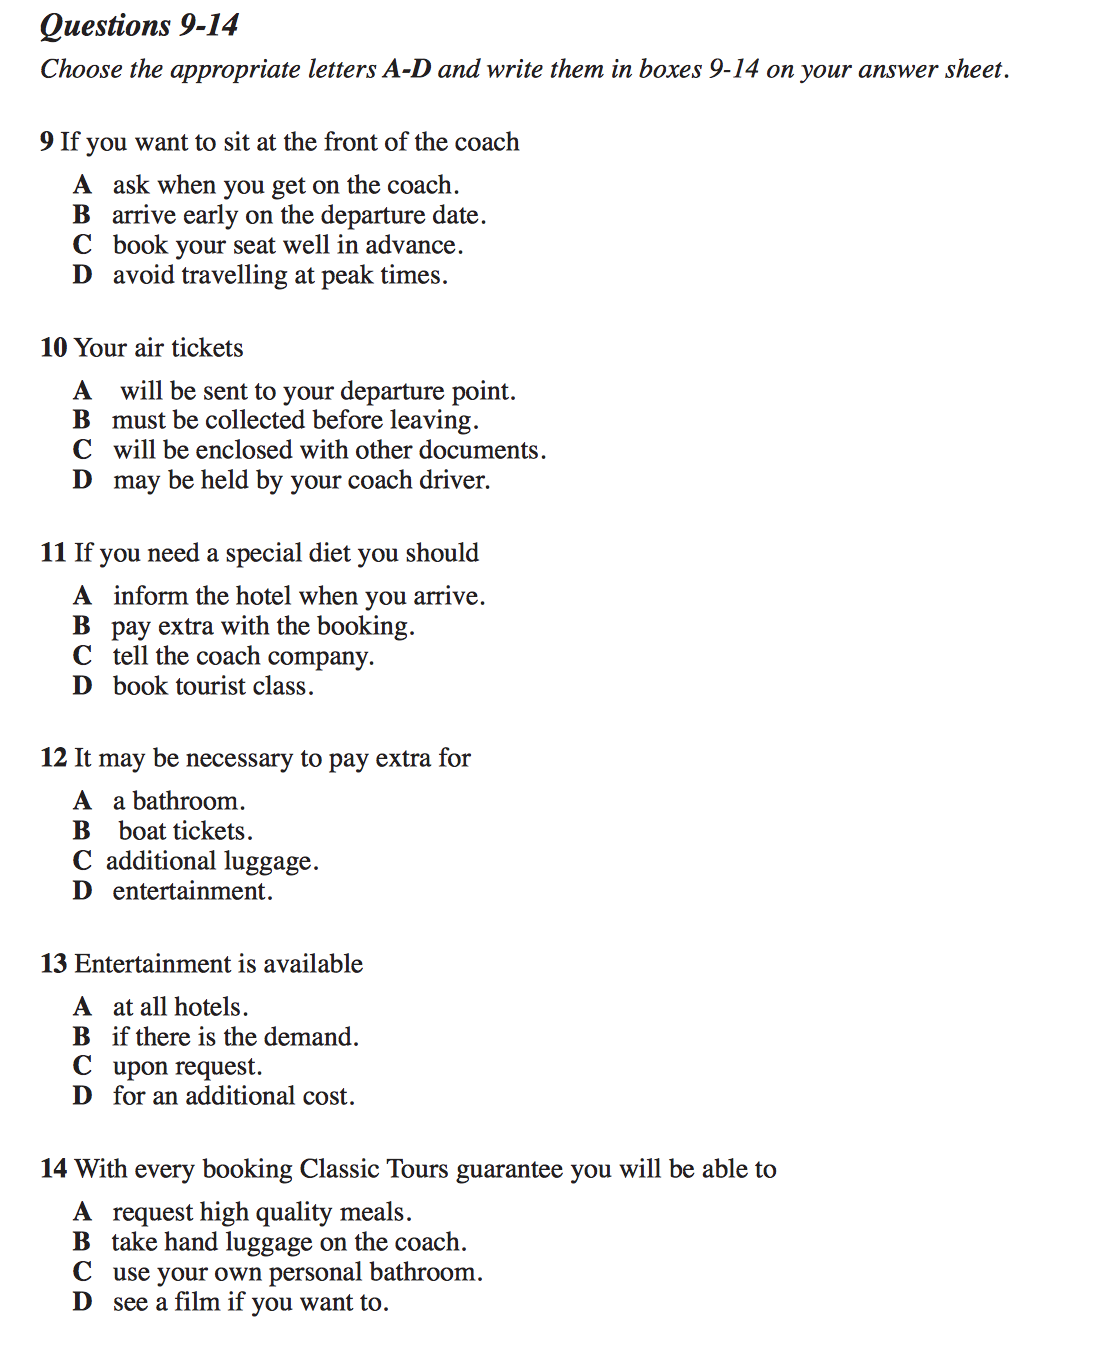 Questions 9-14
Choose the appropriate letters A-D and write them in boxes 9-14 on your answer sheet.
9 If you want to sit at the front of the coach
A ask when you get on the coach.
B arrive early on the departure date.
C book your seat well in advance.
D avoid travelling at peak times.
10 Your air tickets
A will be sent to your departure point.
B must be collected before leaving.
C will be enclosed with other documents.
D may be held by your coach driver.
11 If you need a special diet you should
A inform the hotel when you arrive.
B pay extra with the booking.
C tell the coach company.
D book tourist class.
12 It may be necessary to pay extra for
A a bathroom.
B boat tickets.
C additional luggage.
D entertainment.
13 Entertainment is available
A at all hotels.
B if there is the demand.
C upon request.
D for an additional cost.
14 With every booking Classic Tours guarantee you will be able to
A request high quality meals.
B take hand luggage on the coach.
C use your own personal bathroom.
D see a film if you want to.